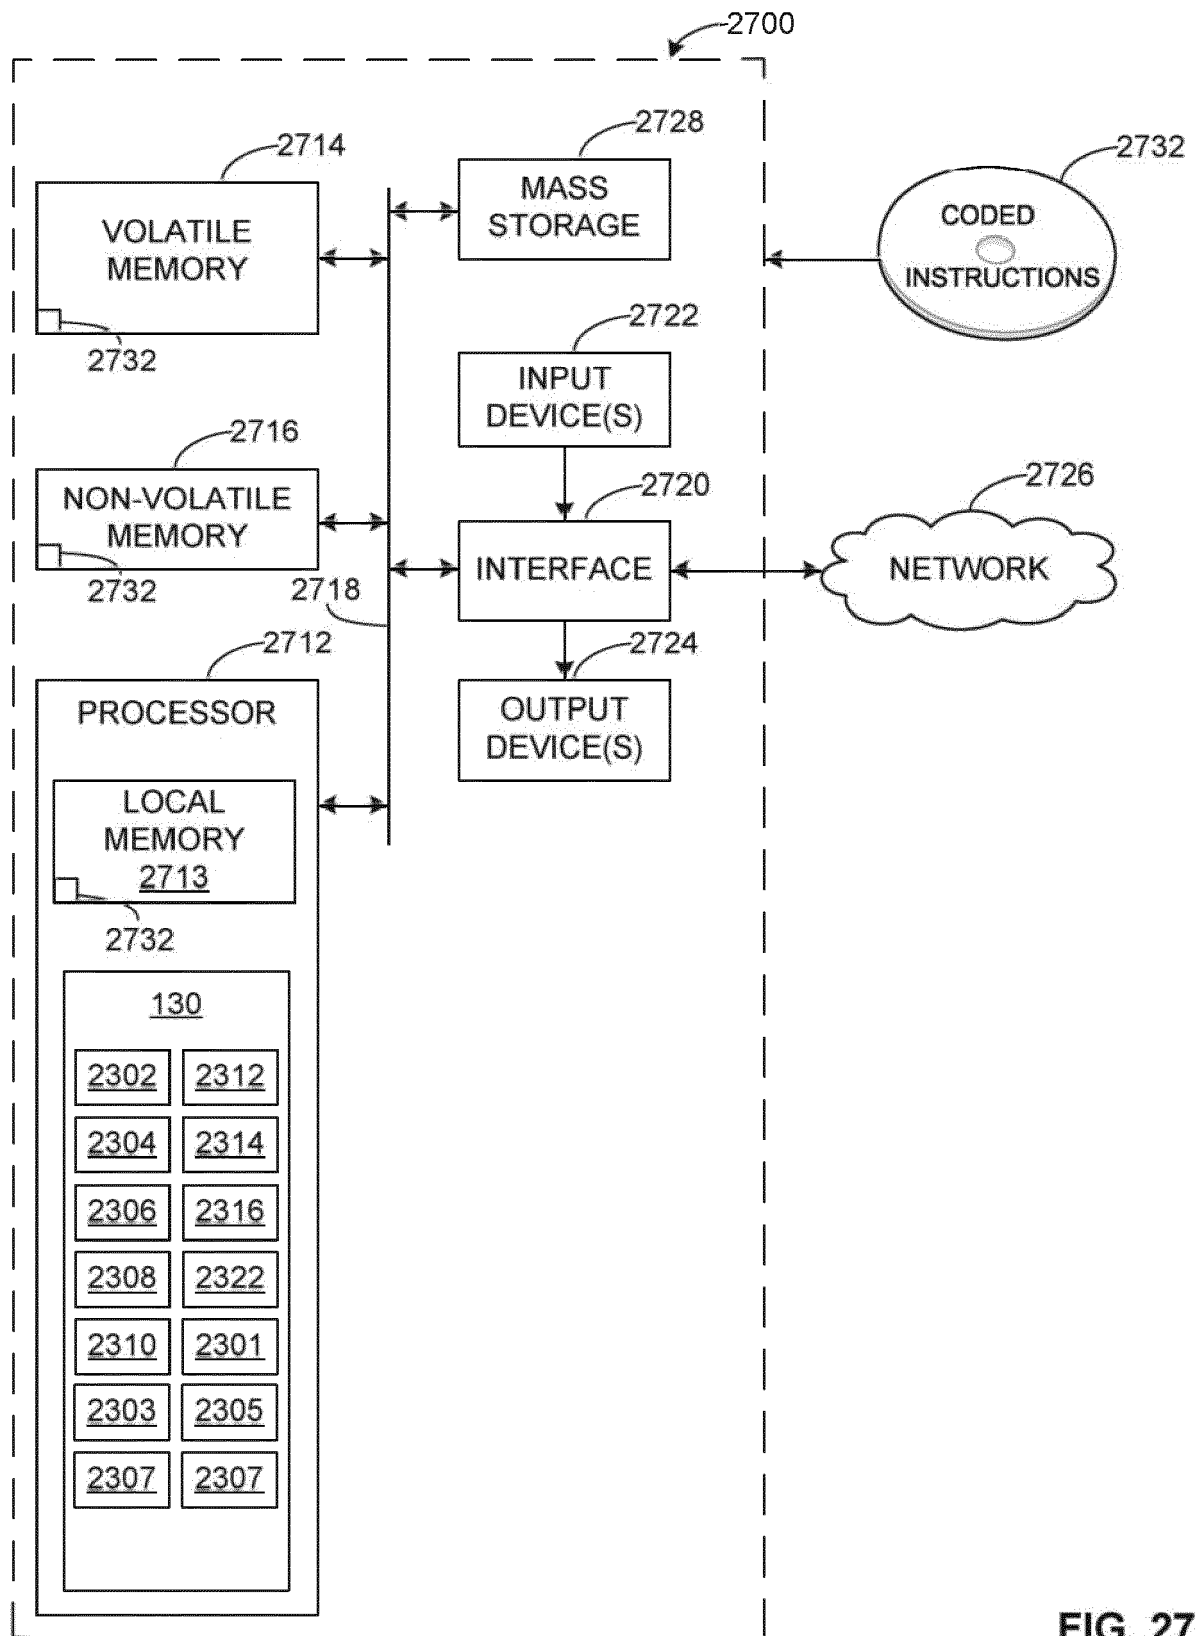 2700
2714
VOLATILE
MEMORY
2732
2728
MASS
STORAGE
2732
CODED
INSTRUCTIONS
2722
INPUT
DEVICE(S)
2716
NON-VOLATILE
MEMORY
2732
2718
2720
INTERFACE
2726
NETWORK
2712
PROCESSOR
2724
OUTPUT
DEVICE(S)
LOCAL
MEMORY
2713
2732
130
2302 2312
2304 2314
2306 2316
2308 2322
2310 2301
2303 2305
2307 2307
FIG. 27